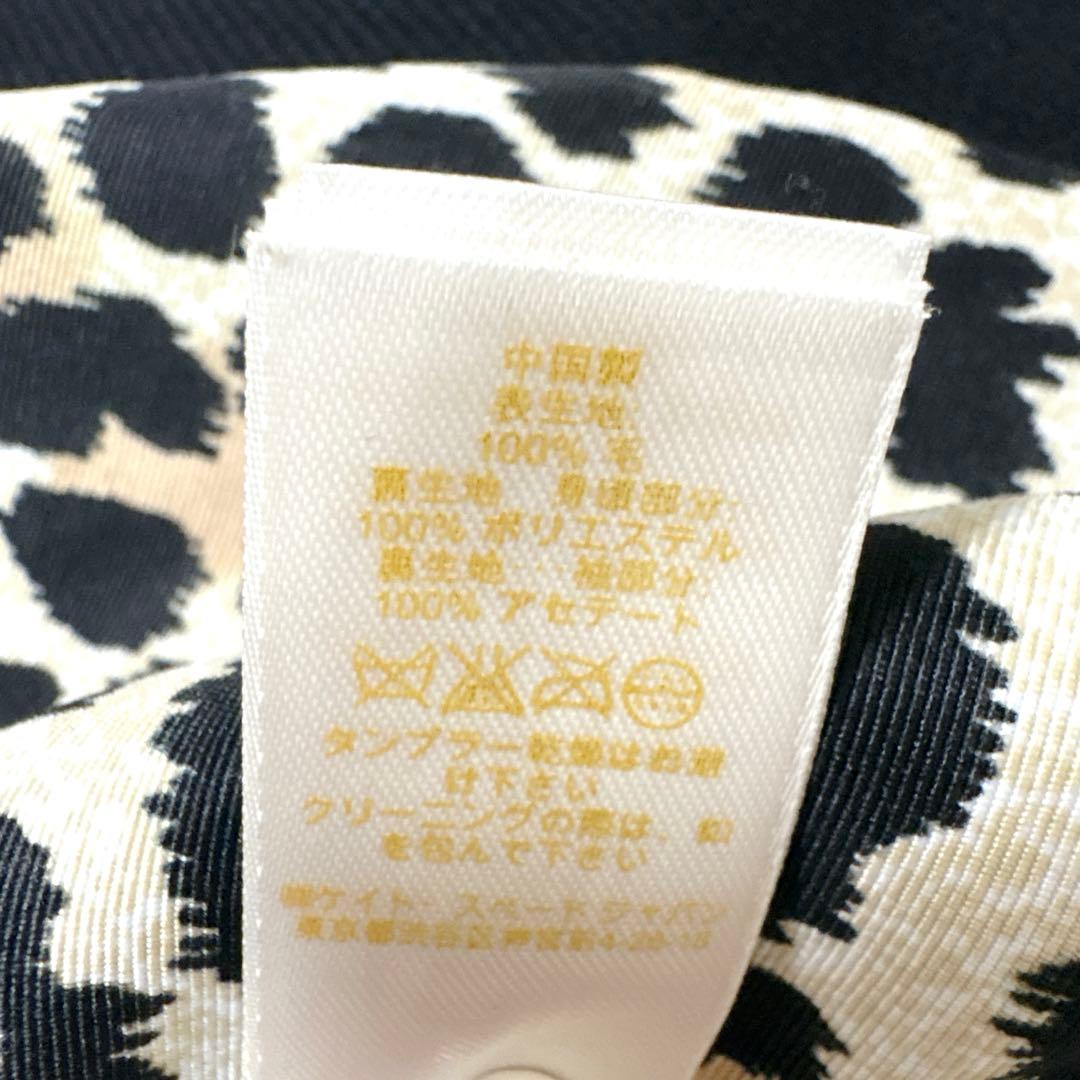 中国製
表生地:
100% 毛
裏生地 身頃部分:
100% ポリエステル
裏生地 袖部分:
100% アセテート
タンブラー乾燥はお避
け下さい
クリーニングの際は、釦
を包んで下さい
ケイト スペードジャパン
東京都渋谷区神宮前